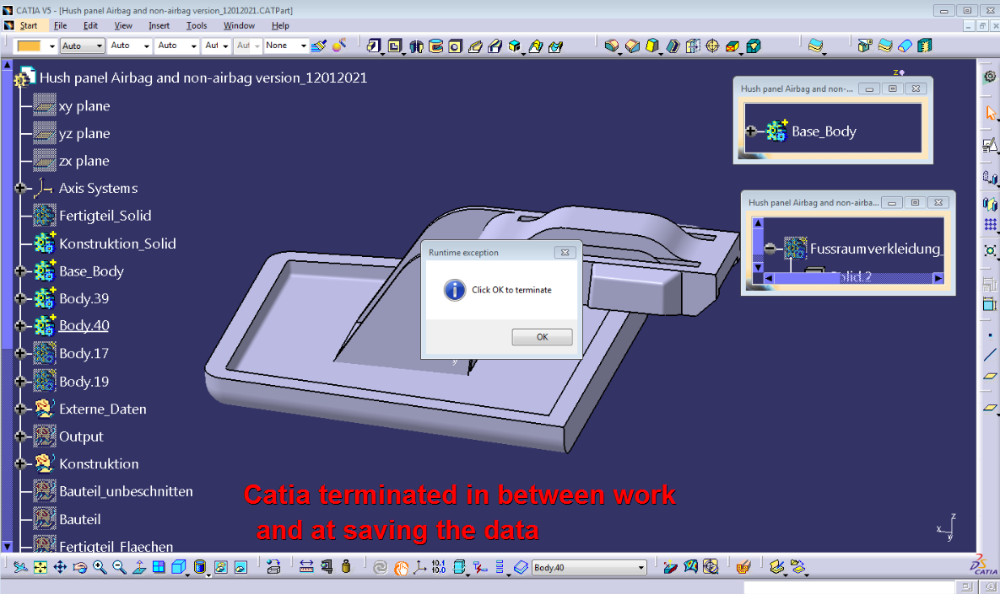 CATIA V5 - [Hush panel Airbag and non-airbag version_12012021.CATPart]
Start File Edit View Insert Tools Window Help
Auto Auto Auto Aut Aut None
Hush panel Airbag and non-airbag version_12012021
xy plane
yz plane
zx plane
Axis Systems
Fertigteil_Solid
Konstruktion_Solid
Base_Body
Body.39
Body.40
Body.17
Body.19
Externe_Daten
Output
Konstruktion
Bauteil_unbeschnitten
Bauteil
Fertigteil_Flaechen
z
Hush panel Airbag and non-...
Base_Body
Hush panel Airbag and non-airba...
Fussraumverkleidung_
Solid.2
Runtime exception
Click OK to terminate
OK
y
Catia terminated in between work
and at saving the data
z
x
y
10.1
10.0
Body.40
CATIA